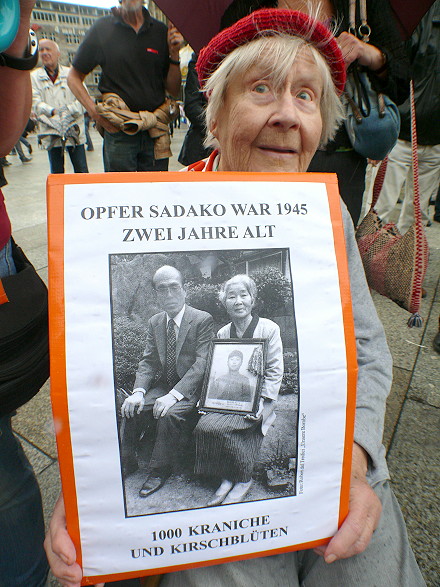 OPFER SADAKO WAR 1945
ZWEI JAHRE ALT
1000 KRANICHE
UND KIRSCHBLÜTEN